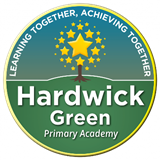 LEARNING TOGETHER, ACHIEVING TOGETHER
Hardwick
Green
Primary Academy